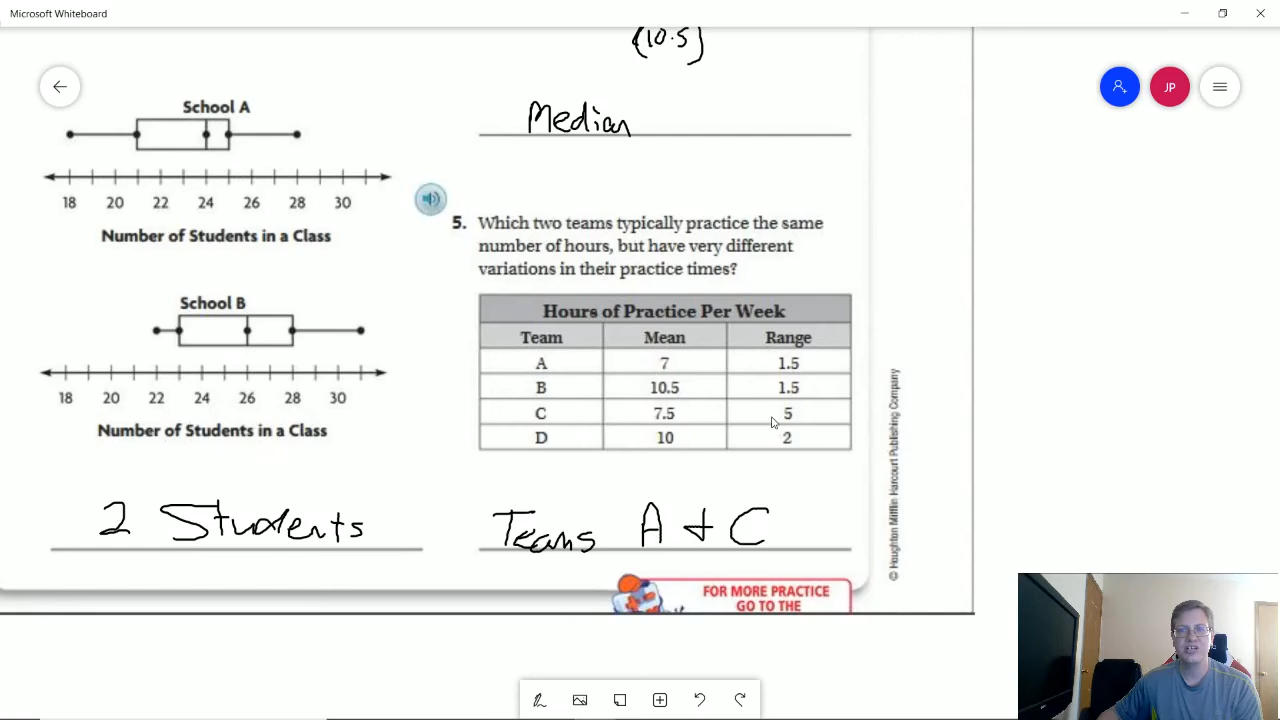 Microsoft Whiteboard
(10.5)
JP
School A
Median
18 20 22 24 26 28 30
Number of Students in a Class
5. Which two teams typically practice the same
number of hours, but have very different
variations in their practice times?
School B
18 20 22 24 26 28 30
Number of Students in a Class
Hours of Practice Per Week
Team Mean Range
A 7 1.5
B 10.5 1.5
C 7.5 5
D 10 2
© Houghton Mifflin Harcourt Publishing Company
2 Students
Teams A + C
FOR MORE PRACTICE
GO TO THE